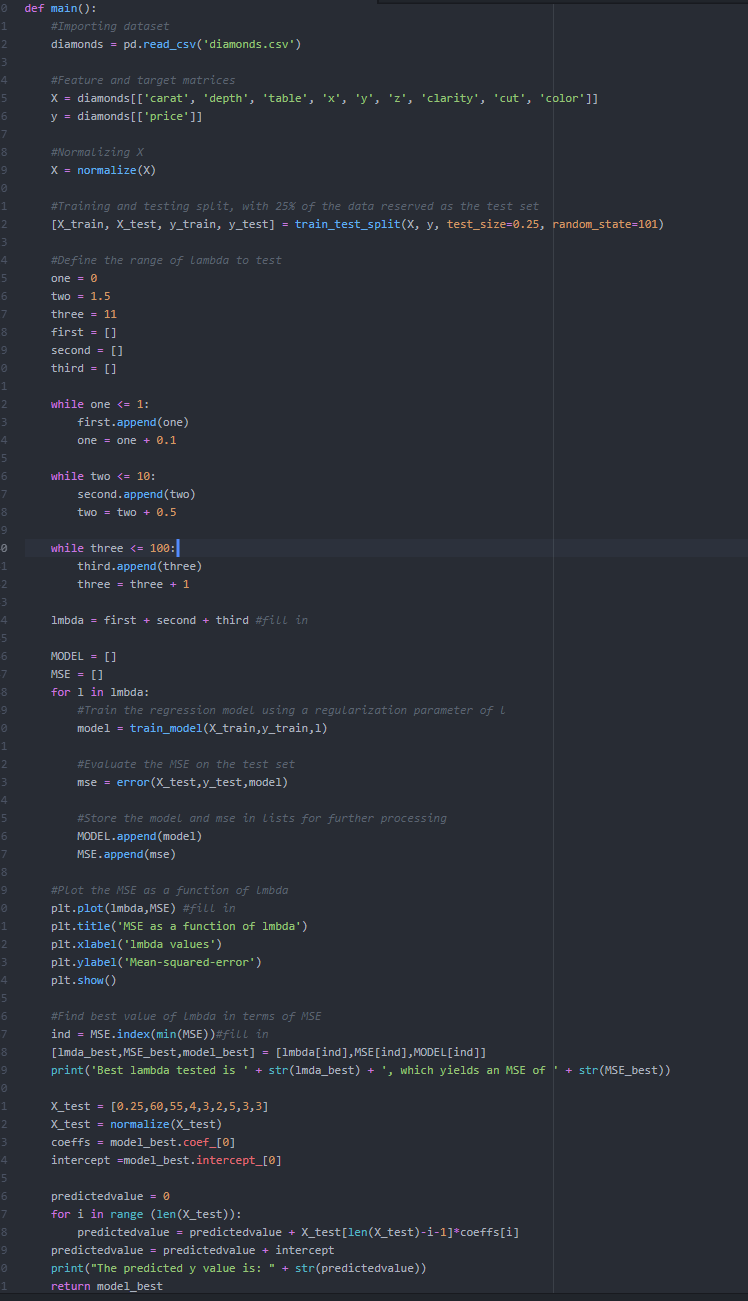 0 def main():
1 #Importing dataset
2 diamonds = pd.read_csv('diamonds.csv')
3
4 #Feature and target matrices
5 X = diamonds[['carat', 'depth', 'table', 'x', 'y', 'z', 'clarity', 'cut', 'color']]
6 y = diamonds[['price']]
7
8 #Normalizing X
9 X = normalize(X)
0
1 #Training and testing split, with 25% of the data reserved as the test set
2 [X_train, X_test, y_train, y_test] = train_test_split(X, y, test_size=0.25, random_state=101)
3
4 #Define the range of lambda to test
5 one = 0
6 two = 1.5
7 three = 11
8 first = []
9 second = []
0 third = []
1
2 while one <= 1:
3 first.append(one)
4 one = one + 0.1
5
6 while two <= 10:
7 second.append(two)
8 two = two + 0.5
9
0 while three <= 100:
1 third.append(three)
2 three = three + 1
3
4 lmbda = first + second + third #fill in
5
6 MODEL = []
7 MSE = []
8 for l in lmbda:
9 #Train the regression model using a regularization parameter of l
0 model = train_model(X_train,y_train,l)
1
2 #Evaluate the MSE on the test set
3 mse = error(X_test,y_test,model)
4
5 #Store the model and mse in lists for further processing
6 MODEL.append(model)
7 MSE.append(mse)
8
9 #Plot the MSE as a function of lmbda
0 plt.plot(lmbda,MSE) #fill in
1 plt.title('MSE as a function of lmbda')
2 plt.xlabel('lmbda values')
3 plt.ylabel('Mean-squared-error')
4 plt.show()
5
6 #Find best value of lmbda in terms of MSE
7 ind = MSE.index(min(MSE))#fill in
8 [lmda_best,MSE_best,model_best] = [lmbda[ind],MSE[ind],MODEL[ind]]
9 print('Best lambda tested is ' + str(lmda_best) + ', which yields an MSE of ' + str(MSE_best))
0
1 X_test = [0.25,60,55,4,3,2,5,3,3]
2 X_test = normalize(X_test)
3 coeffs = model_best.coef_[0]
4 intercept =model_best.intercept_[0]
5
6 predictedvalue = 0
7 for i in range (len(X_test)):
8 predictedvalue = predictedvalue + X_test[len(X_test)-i-1]*coeffs[i]
9 predictedvalue = predictedvalue + intercept
0 print("The predicted y value is: " + str(predictedvalue))
1 return model_best